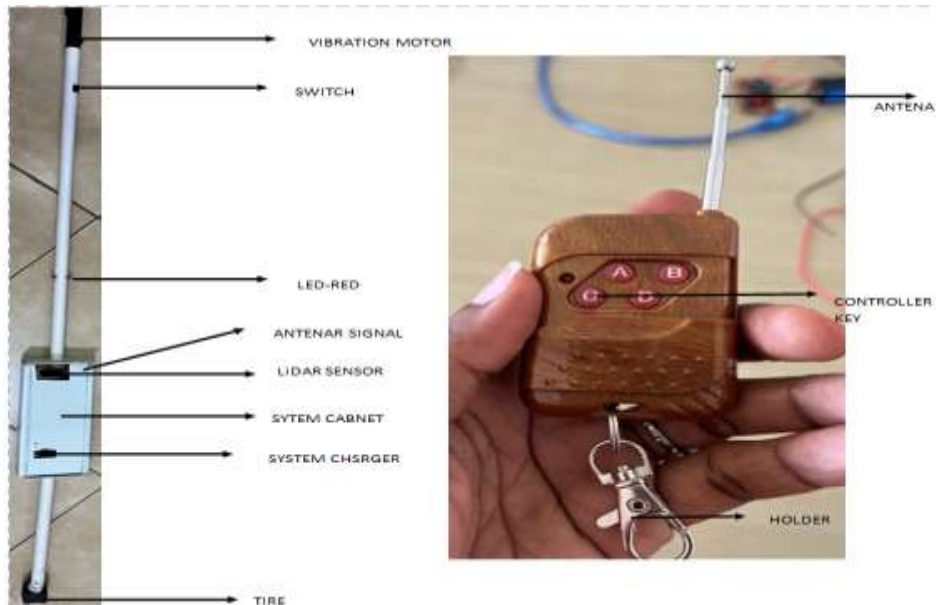 VIBRATION MOTOR
SWITCH
LED-RED
ANTENAR SIGNAL
LIDAR SENSOR
SYTEM CABNET
SYSTEM CHSRGER
TIRE
ANTENA
A B
C D
CONTROLLER
KEY
HOLDER